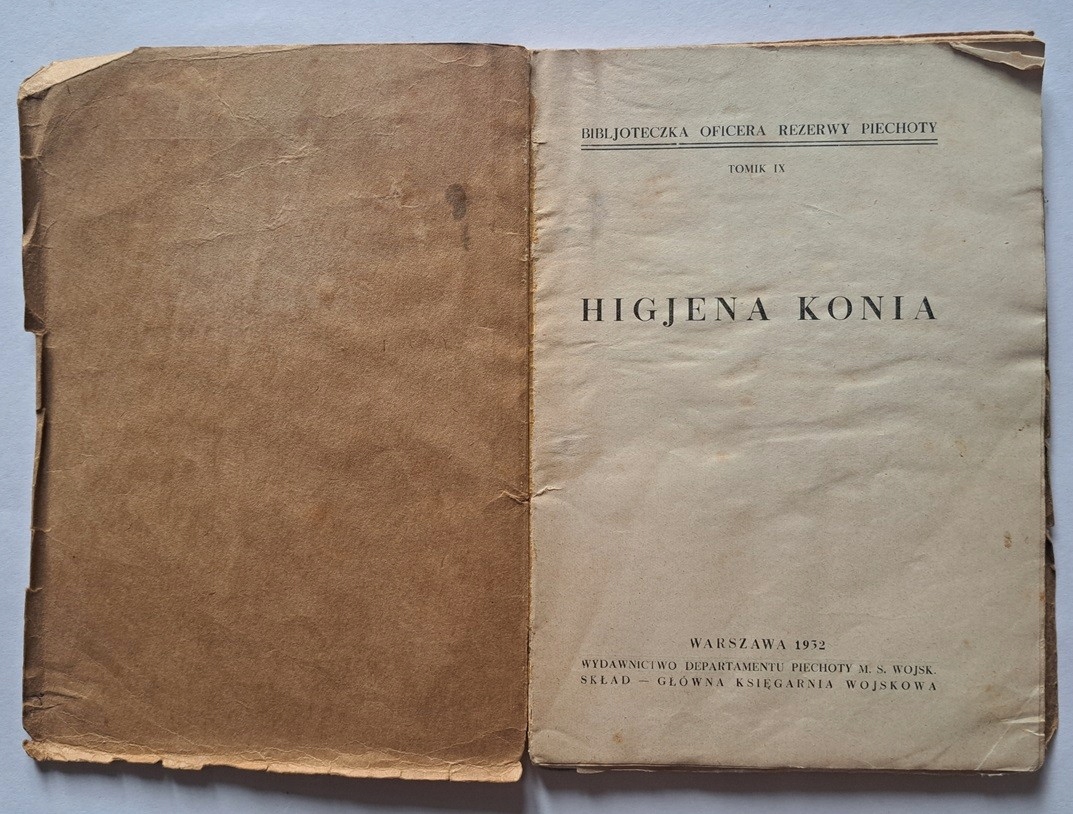 BIBLJOTECZKA OFICERA REZERWY PIECHOTY
TOMIK IX
HIGJENA KONIA
WARSZAWA 1932
WYDAWNICTWO DEPARTAMENTU PIECHOTY M. S. WOJSK.
SKŁAD — GŁÓWNA KSIĘGARNIA WOJSKOWA